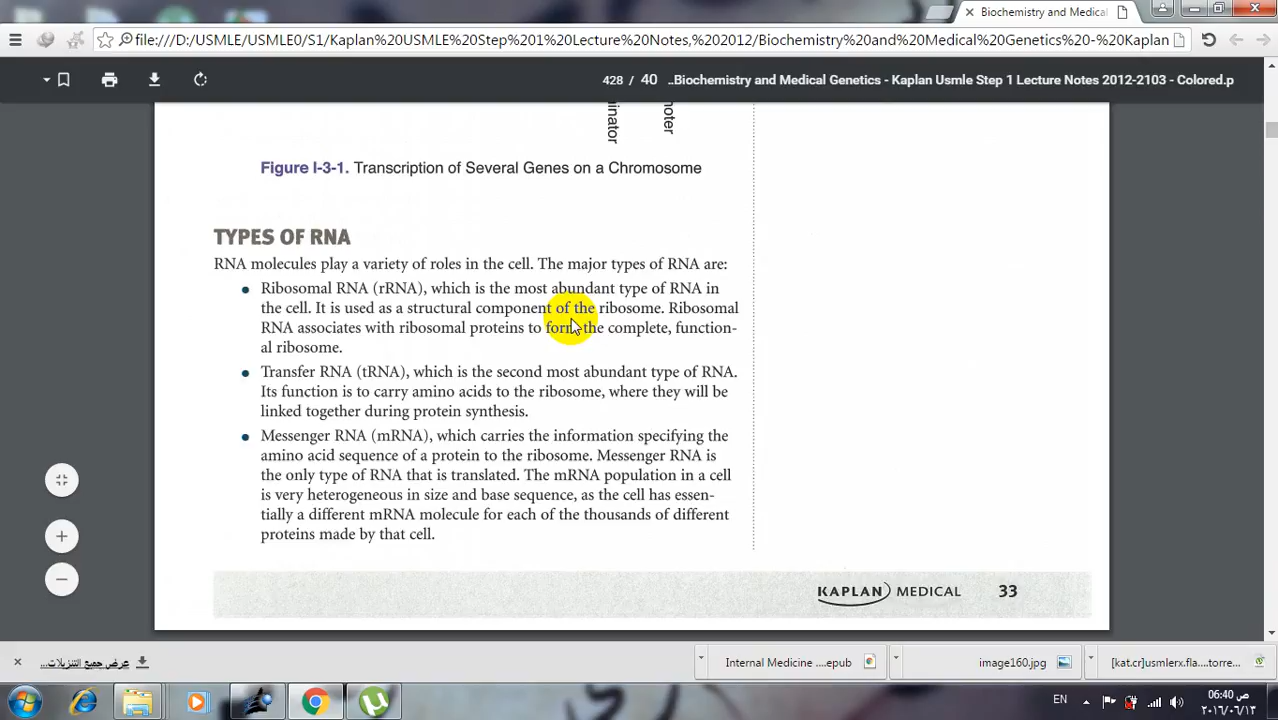 Biochemistry and Medical
file:///D:/USMLE/USMLE0/S1/Kaplan%20USMLE%20Step%201%20Lecture%20Notes,%202012/Biochemistry%20and%20Medical%20Genetics%20-%20Kaplan
428 / 40
..Biochemistry and Medical Genetics - Kaplan Usmle Step 1 Lecture Notes 2012-2103 - Colored.p
inator
noter
Figure I-3-1. Transcription of Several Genes on a Chromosome
TYPES OF RNA
RNA molecules play a variety of roles in the cell. The major types of RNA are:
● Ribosomal RNA (rRNA), which is the most abundant type of RNA in
the cell. It is used as a structural component of the ribosome. Ribosomal
RNA associates with ribosomal proteins to form the complete, function-
al ribosome.
● Transfer RNA (tRNA), which is the second most abundant type of RNA.
Its function is to carry amino acids to the ribosome, where they will be
linked together during protein synthesis.
● Messenger RNA (mRNA), which carries the information specifying the
amino acid sequence of a protein to the ribosome. Messenger RNA is
the only type of RNA that is translated. The mRNA population in a cell
is very heterogeneous in size and base sequence, as the cell has essen-
tially a different mRNA molecule for each of the thousands of different
proteins made by that cell.
KAPLAN MEDICAL 33
عرض جميع التنزيلات...
Internal Medicine ....epub
image160.jpg
[kat.cr]usmlerx.fla....torre...
EN
06:40 ص
٢٠١٦/٠٦/١٣